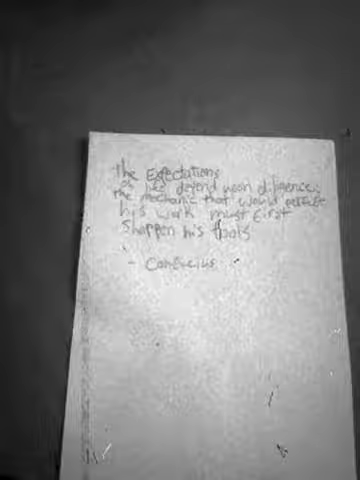 The Expectations
of life depend upon diligence;
the mechanic that would perfect
his work must first
sharpen his tools
- Confucius